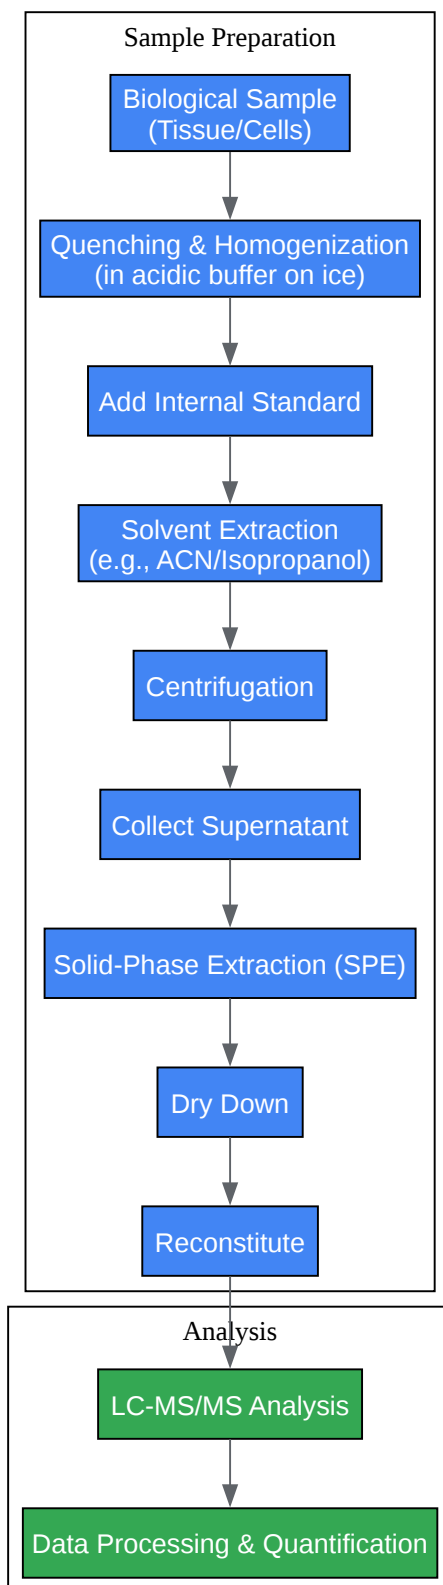 Sample Preparation
Biological Sample
(Tissue/Cells)
Quenching & Homogenization
(in acidic buffer on ice)
Add Internal Standard
Solvent Extraction
(e.g., ACN/Isopropanol)
Centrifugation
Collect Supernatant
Solid-Phase Extraction (SPE)
Dry Down
Reconstitute
Analysis
LC-MS/MS Analysis
Data Processing & Quantification